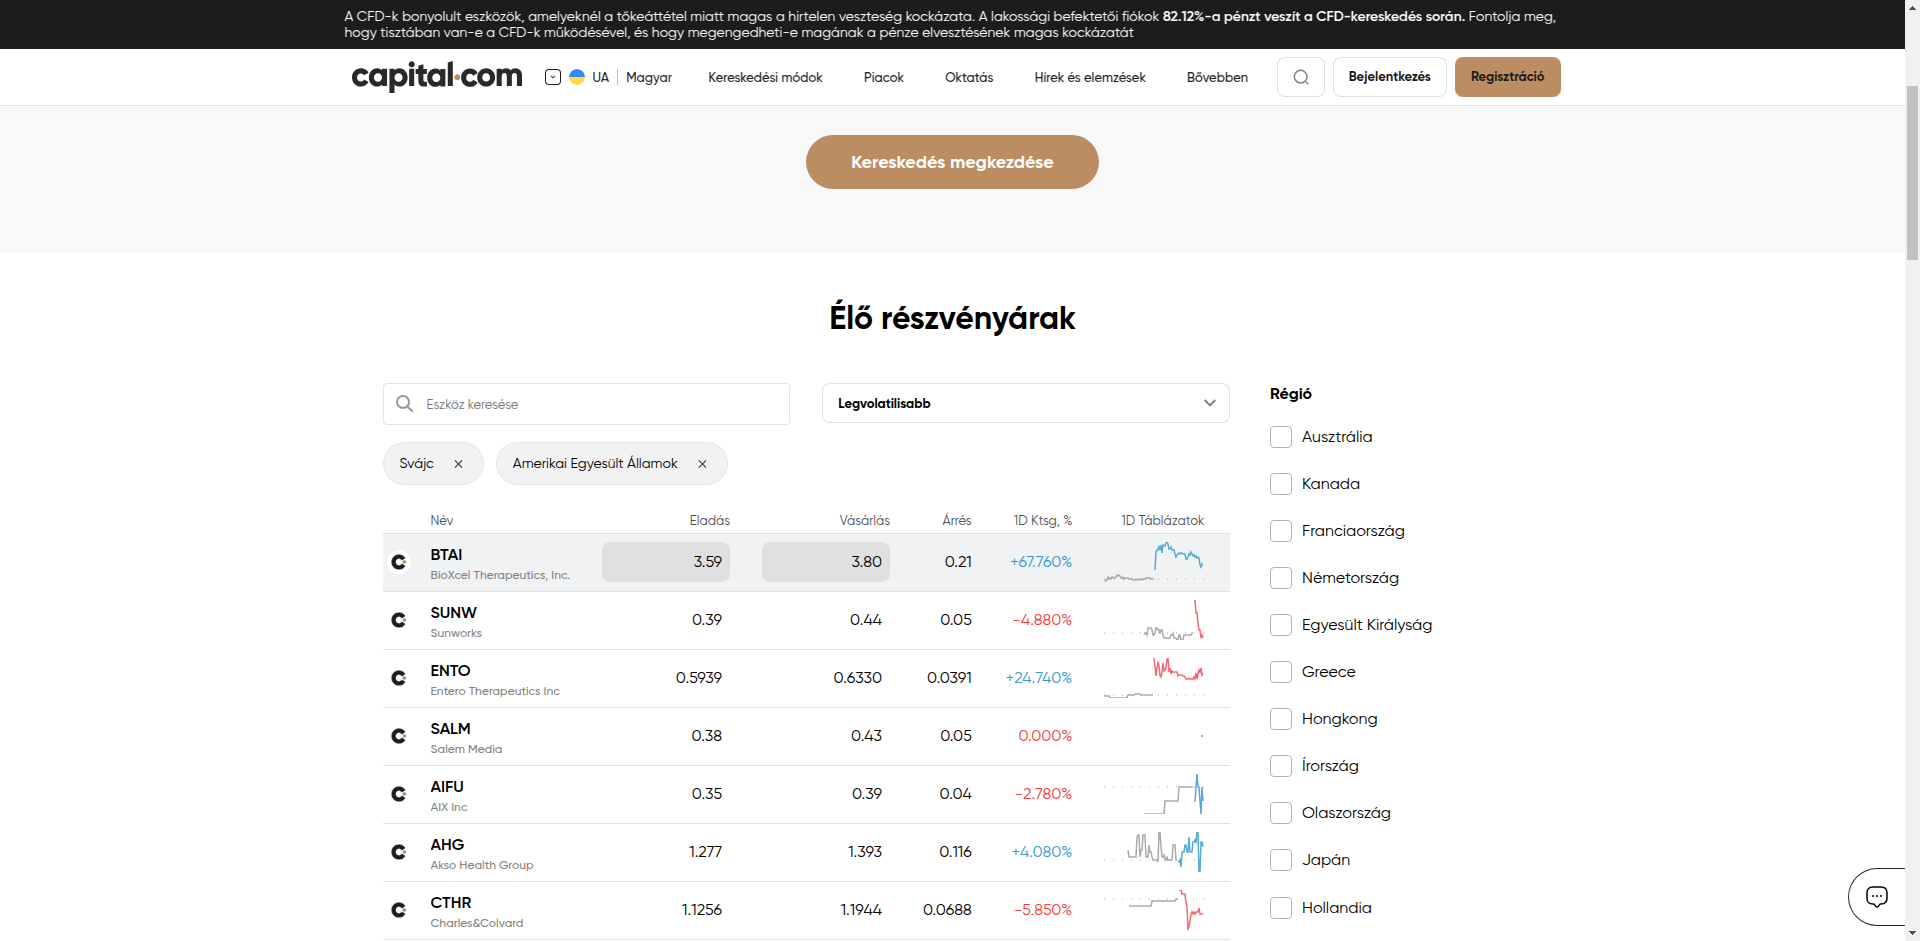 A CFD-k bonyolult eszközök, amelyeknél a tőkeáttétel miatt magas a hirtelen veszteség kockázata. A lakossági befektetői fiókok 82.12%-a pénzt veszít a CFD-kereskedés során. Fontolja meg,
hogy tisztában van-e a CFD-k működésével, és hogy megengedheti-e magának a pénze elvesztésének magas kockázatát
capital.com UA Magyar Kereskedési módok Piacok Oktatás Hírek és elemzések Bővebben Bejelentkezés Regisztráció
Kereskedés megkezdése
Élő részvényárak
Eszköz keresése
Legvolatilisabb
Svájc
Amerikai Egyesült Államok
Név Eladás Vásárlás Árrés 1D Ktsg, % 1D Táblázatok
BTAI
BioXcel Therapeutics, Inc.
3.59 3.80 0.21 +67.760%
SUNW
Sunworks
0.39 0.44 0.05 -4.880%
ENTO
Entero Therapeutics Inc
0.5939 0.6330 0.0391 +24.740%
SALM
Salem Media
0.38 0.43 0.05 0.000%
AIFU
AIX Inc
0.35 0.39 0.04 -2.780%
AHG
Akso Health Group
1.277 1.393 0.116 +4.080%
CTHR
Charles&Colvard
1.1256 1.1944 0.0688 -5.850%
Régió
Ausztrália
Kanada
Franciaország
Németország
Egyesült Királyság
Greece
Hongkong
Írország
Olaszország
Japán
Hollandia